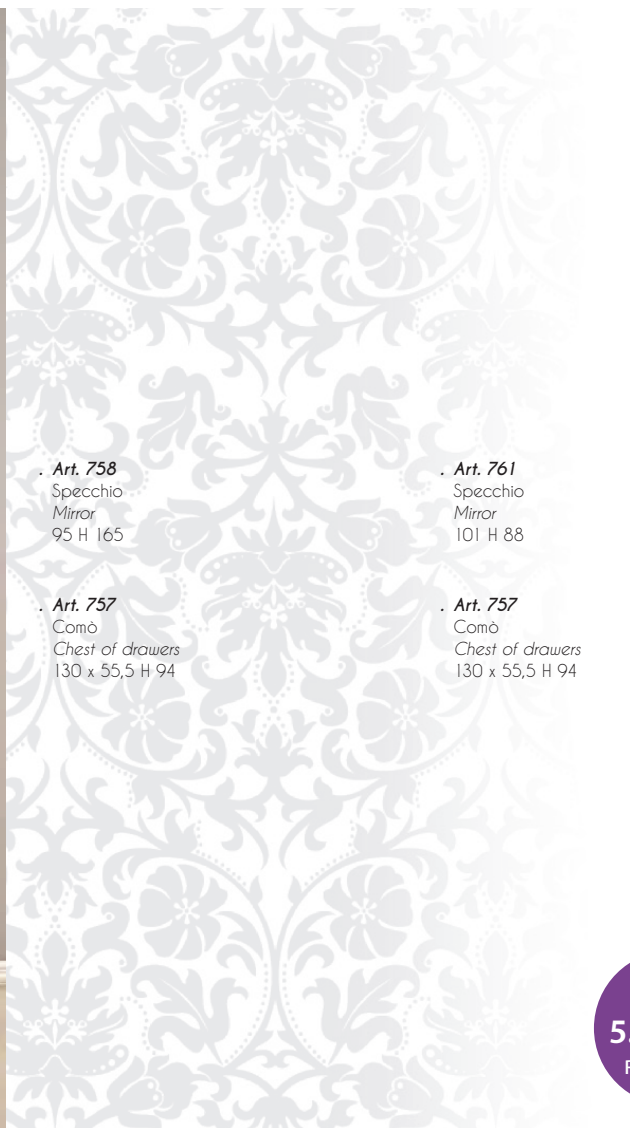 . Art. 758
Specchio
Mirror
95 H 165
. Art. 757
Comò
Chest of drawers
130 x 55,5 H 94
. Art. 761
Specchio
Mirror
101 H 88
. Art. 757
Comò
Chest of drawers
130 x 55,5 H 94